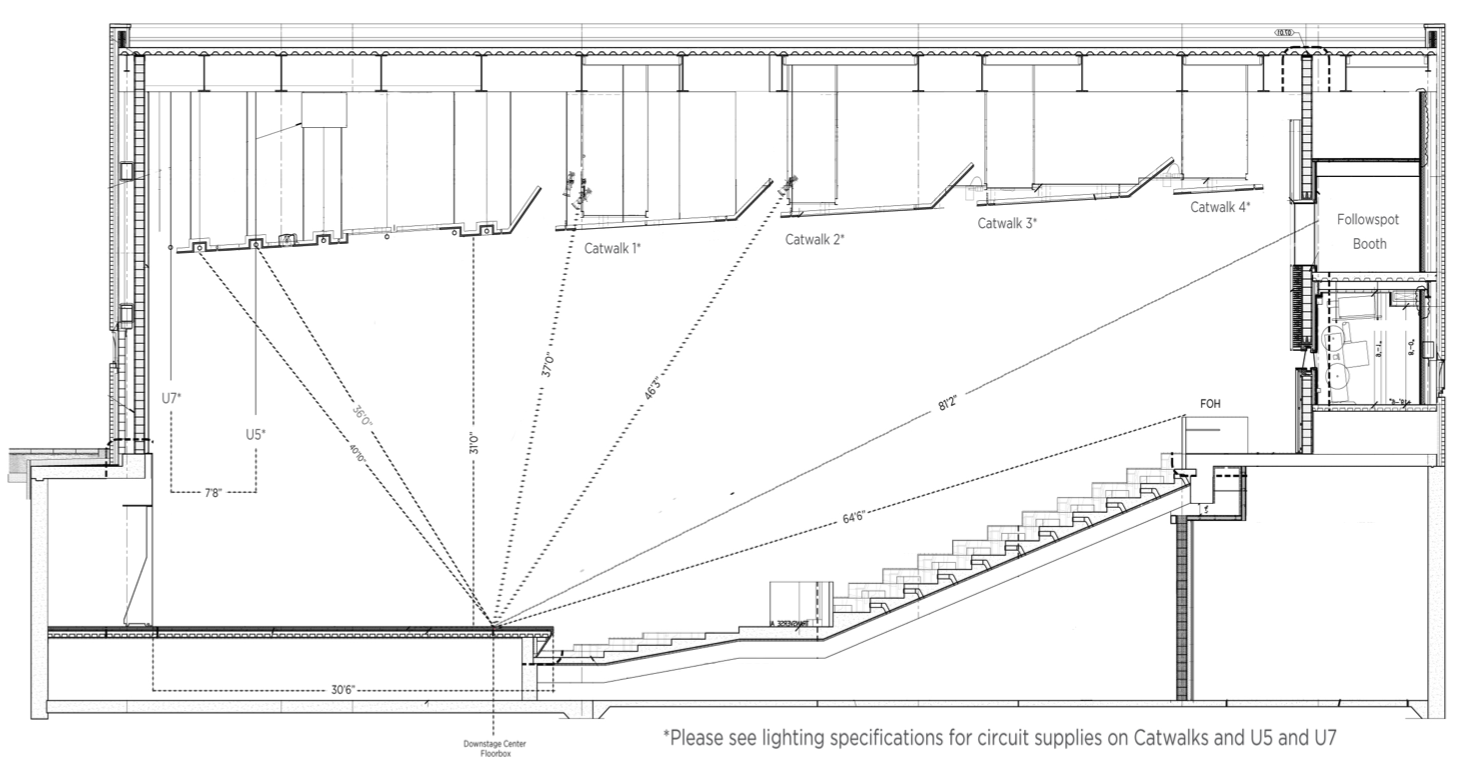 Catwalk 4*
Catwalk 3*
Catwalk 2*
Catwalk 1*
Followspot
Booth
U7*
U5*
7'8"
36'0"
40'10"
31'0"
37'0"
46'3"
81'2"
64'6"
FOH
30'6"
Downstage Center
Floorbox
*Please see lighting specifications for circuit supplies on Catwalks and U5 and U7